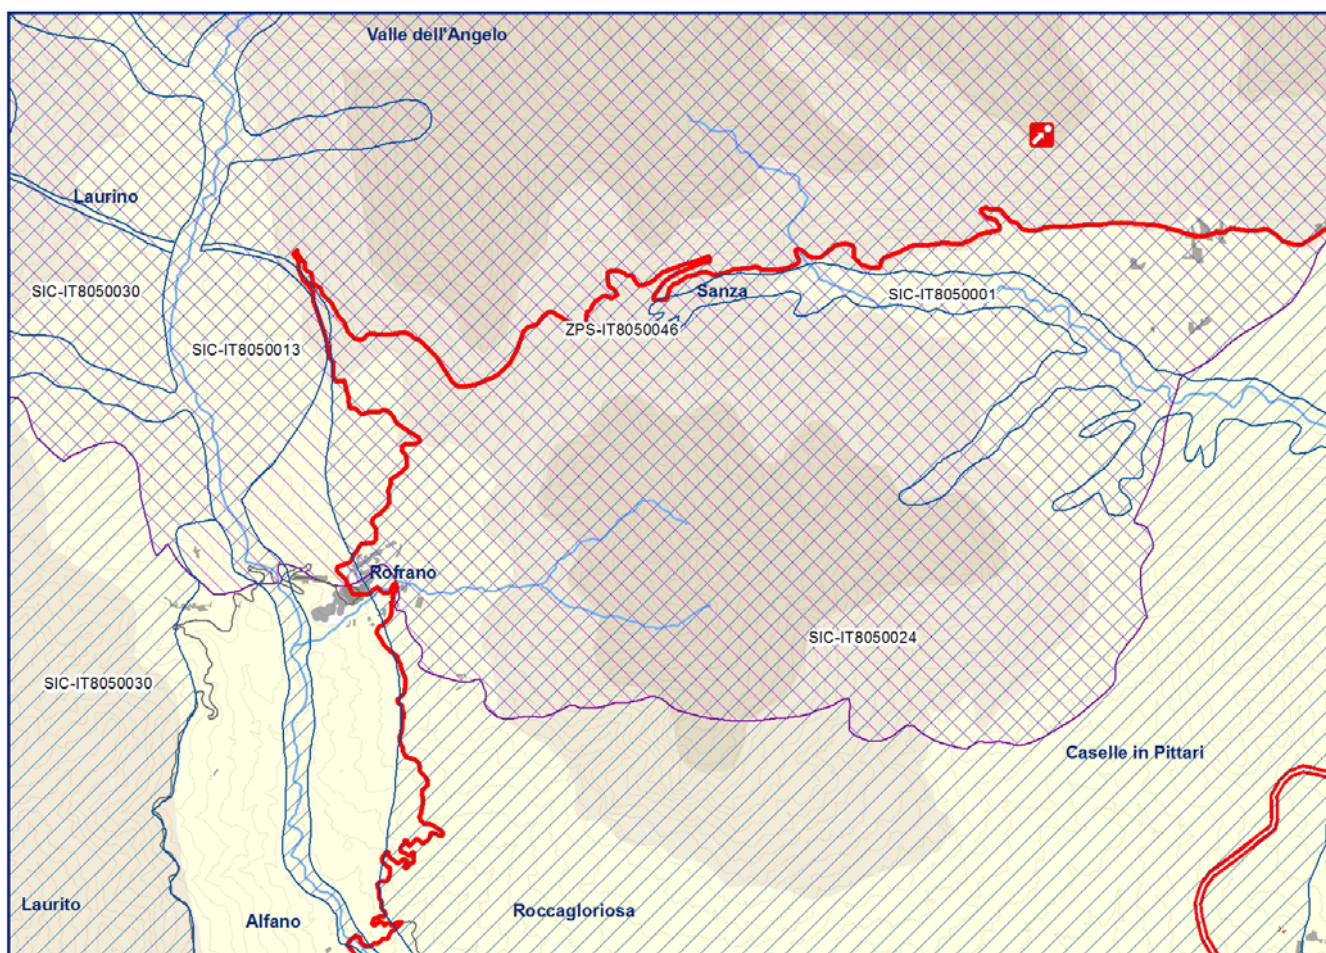 Valle dell'Angelo
Laurino
SIC-IT8050030
Sanza
SIC-IT8050001
ZPS-IT8050046
SIC-IT8050013
Rofrano
SIC-IT8050024
SIC-IT8050030
Caselle in Pittari
Laurito
Alfano
Roccagloriosa